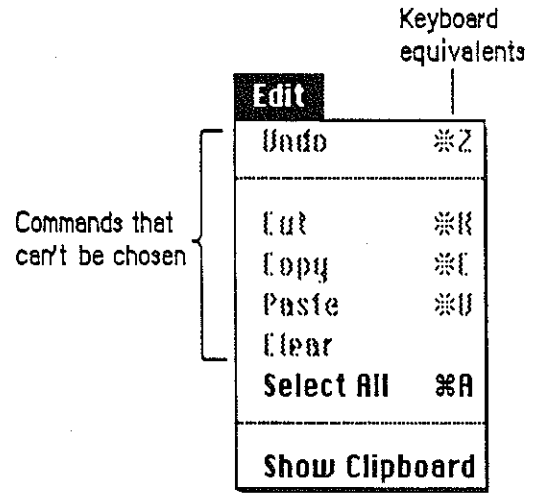 Keyboard
equivalents
Edit
Undo ⌘Z
Commands that
can't be chosen
Cut ⌘X
Copy ⌘C
Paste ⌘V
Clear
Select All ⌘A
Show Clipboard